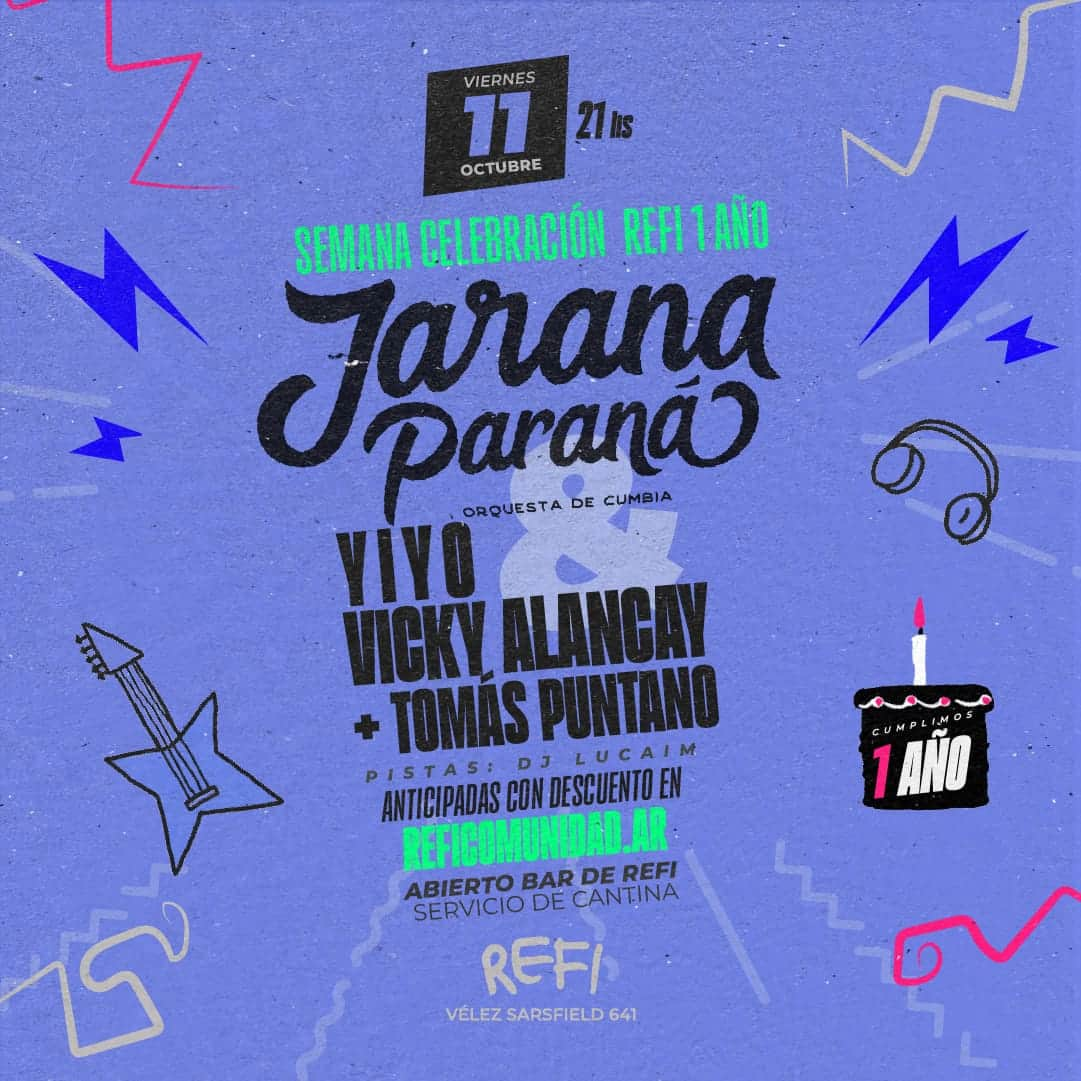 VIERNES
11
OCTUBRE
21 hs
SEMANA CELEBRACIÓN REFI 1 AÑO
Jarana
Paraná
&
ORQUESTA DE CUMBIA
YIYO
VICKY ALANCAY
+ TOMÁS PUNTANO
PISTAS: DJ LUCAIM
ANTICIPADAS CON DESCUENTO EN
REFICOMUNIDAD.AR
ABIERTO BAR DE REFI
SERVICIO DE CANTINA
CUMPLIMOS
1 AÑO
REFI
VÉLEZ SARSFIELD 641